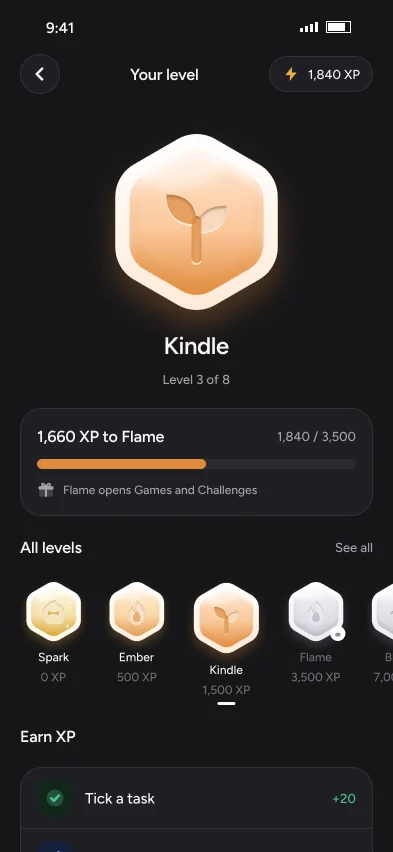 9:41
Your level
1,840 XP
Kindle
Level 3 of 8
1,660 XP to Flame
1,840 / 3,500
Flame opens Games and Challenges
All levels
See all
Spark
0 XP
Ember
500 XP
Kindle
1,500 XP
Flame
3,500 XP
B
7,00
Earn XP
Tick a task
+20